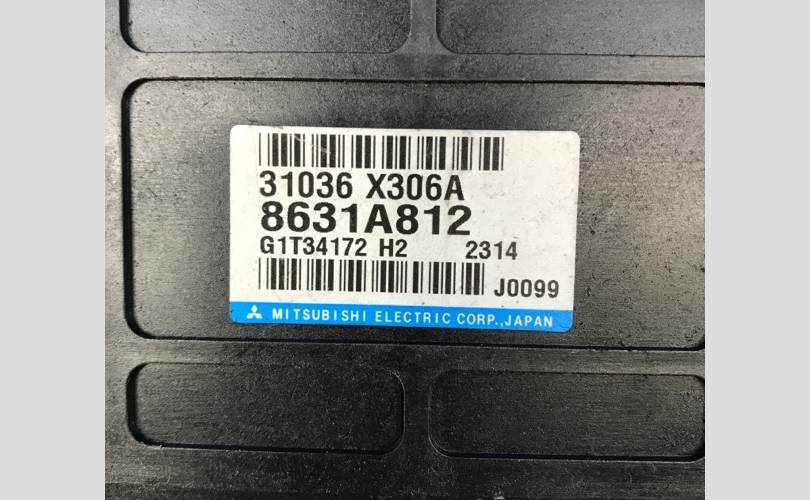 31036 X306A
8631A812
G1T34172 H2 2314
J0099
MITSUBISHI ELECTRIC CORP., JAPAN